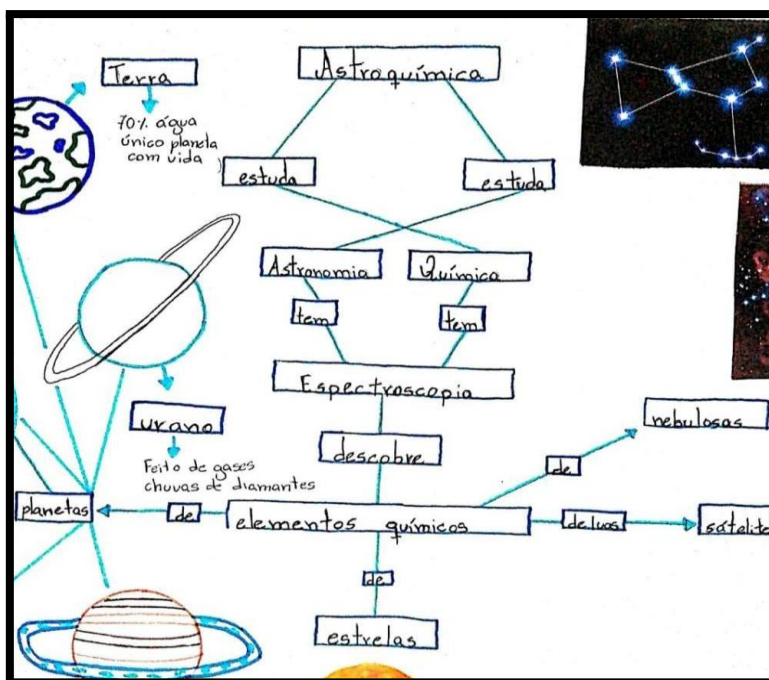 Terra
70% água
único planeta
com vida
Astroquímica
estuda
estuda
Astronomia
Química
tem
tem
Espectroscopia
urano
Feito de gases
chuvas de diamantes
descobre
nebulosas
de
planetas
de
elementos químicos
de luas
sátelite
de
estrelas